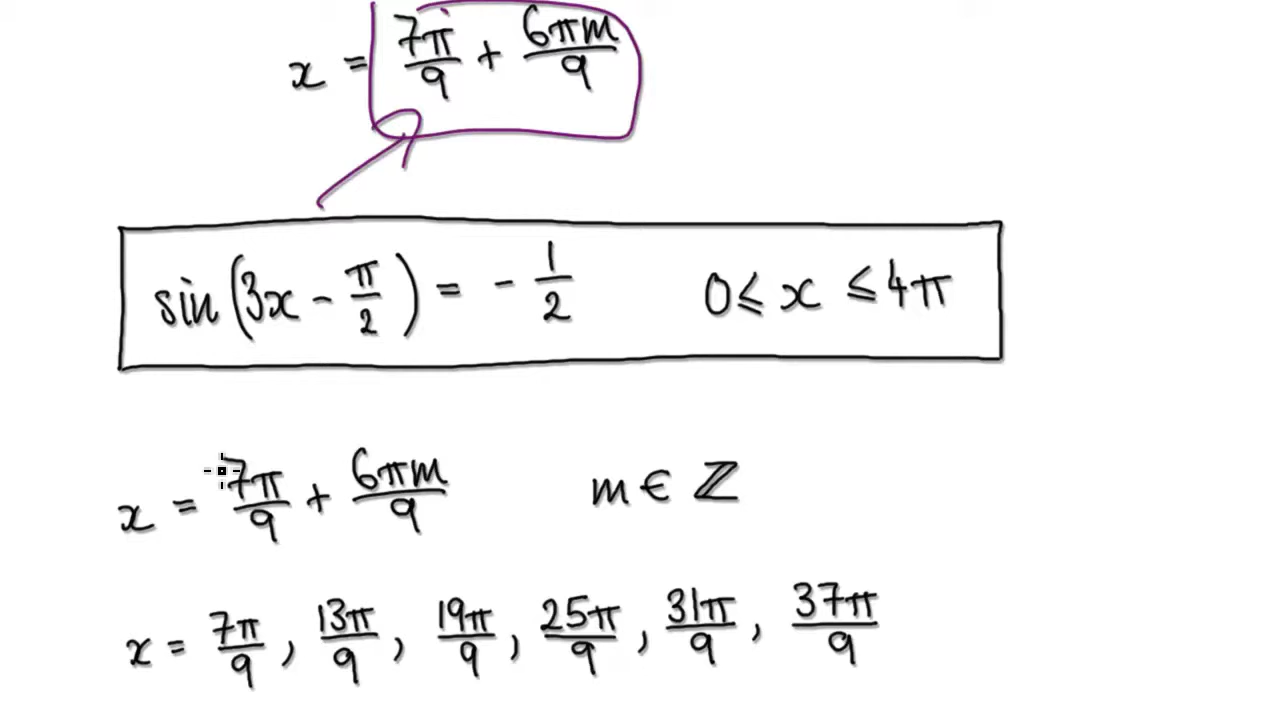 x = 7π/9 + 6πm/9
sin(3x - π/2) = - 1/2 0 ≤ x ≤ 4π
x = 7π/9 + 6πm/9 m ∈ ℤ
x = 7π/9, 13π/9, 19π/9, 25π/9, 31π/9, 37π/9